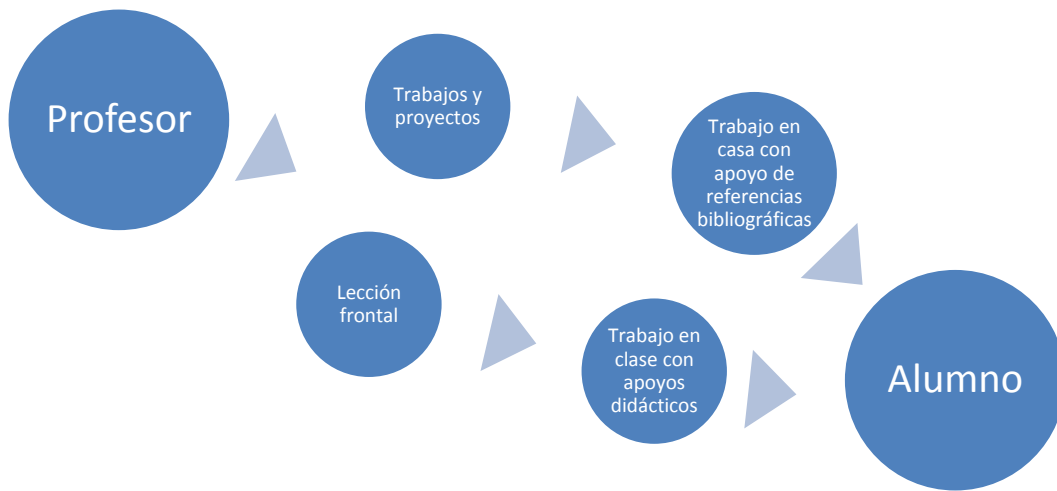 Profesor
Trabajos y
proyectos
Trabajo en
casa con
apoyo de
referencias
bibliográficas
Lección
frontal
Trabajo en
clase con
apoyos
didácticos
Alumno